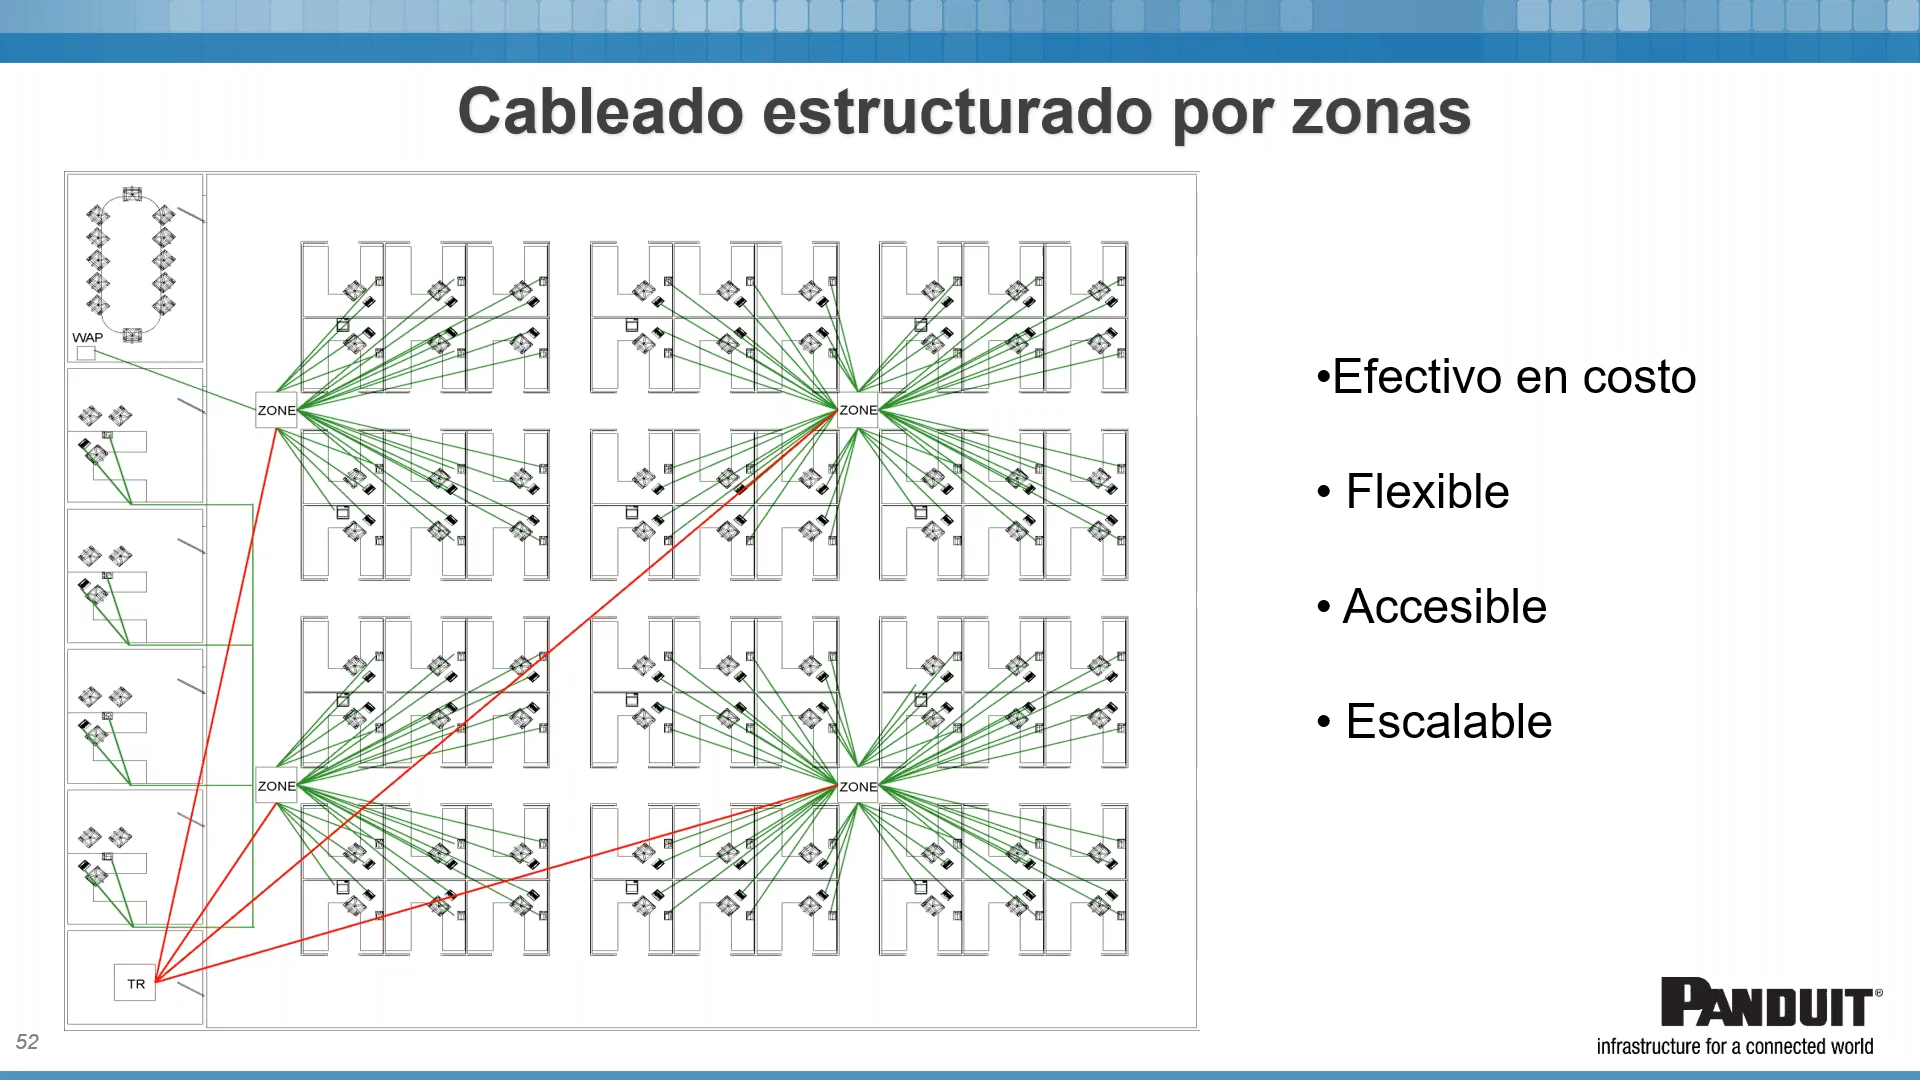 Cableado estructurado por zonas
WAP
ZONE
ZONE
ZONE
ZONE
TR
•Efectivo en costo
• Flexible
• Accesible
• Escalable
PANDUIT®
infrastructure for a connected world
52